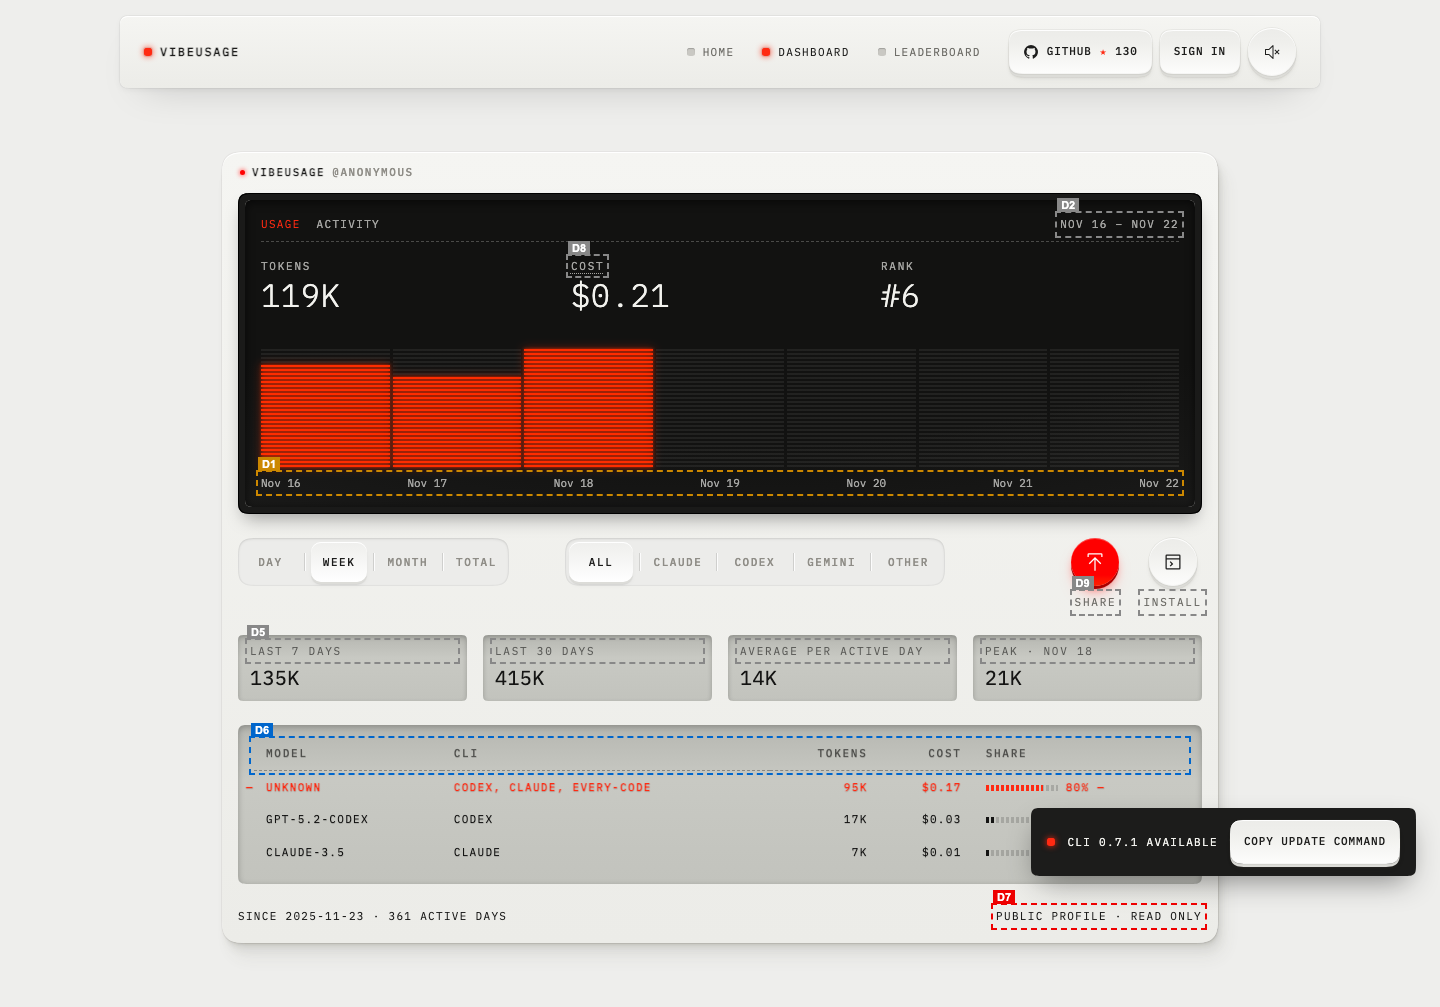 VIBEUSAGE
HOME
DASHBOARD
LEADERBOARD
GITHUB ★ 130
SIGN IN
VIBEUSAGE @ANONYMOUS
USAGE ACTIVITY
D2
NOV 16 – NOV 22
TOKENS
D8
COST
RANK
119K
$0.21
#6
D1
Nov 16 Nov 17 Nov 18 Nov 19 Nov 20 Nov 21 Nov 22
DAY WEEK MONTH TOTAL
ALL CLAUDE CODEX GEMINI OTHER
D9
SHARE INSTALL
D5
LAST 7 DAYS
135K
LAST 30 DAYS
415K
AVERAGE PER ACTIVE DAY
14K
PEAK · NOV 18
21K
D6
MODEL CLI TOKENS COST SHARE
— UNKNOWN CODEX, CLAUDE, EVERY-CODE 95K $0.17 80% —
GPT-5.2-CODEX CODEX 17K $0.03
CLAUDE-3.5 CLAUDE 7K $0.01
CLI 0.7.1 AVAILABLE
COPY UPDATE COMMAND
SINCE 2025-11-23 · 361 ACTIVE DAYS
D7
PUBLIC PROFILE · READ ONLY